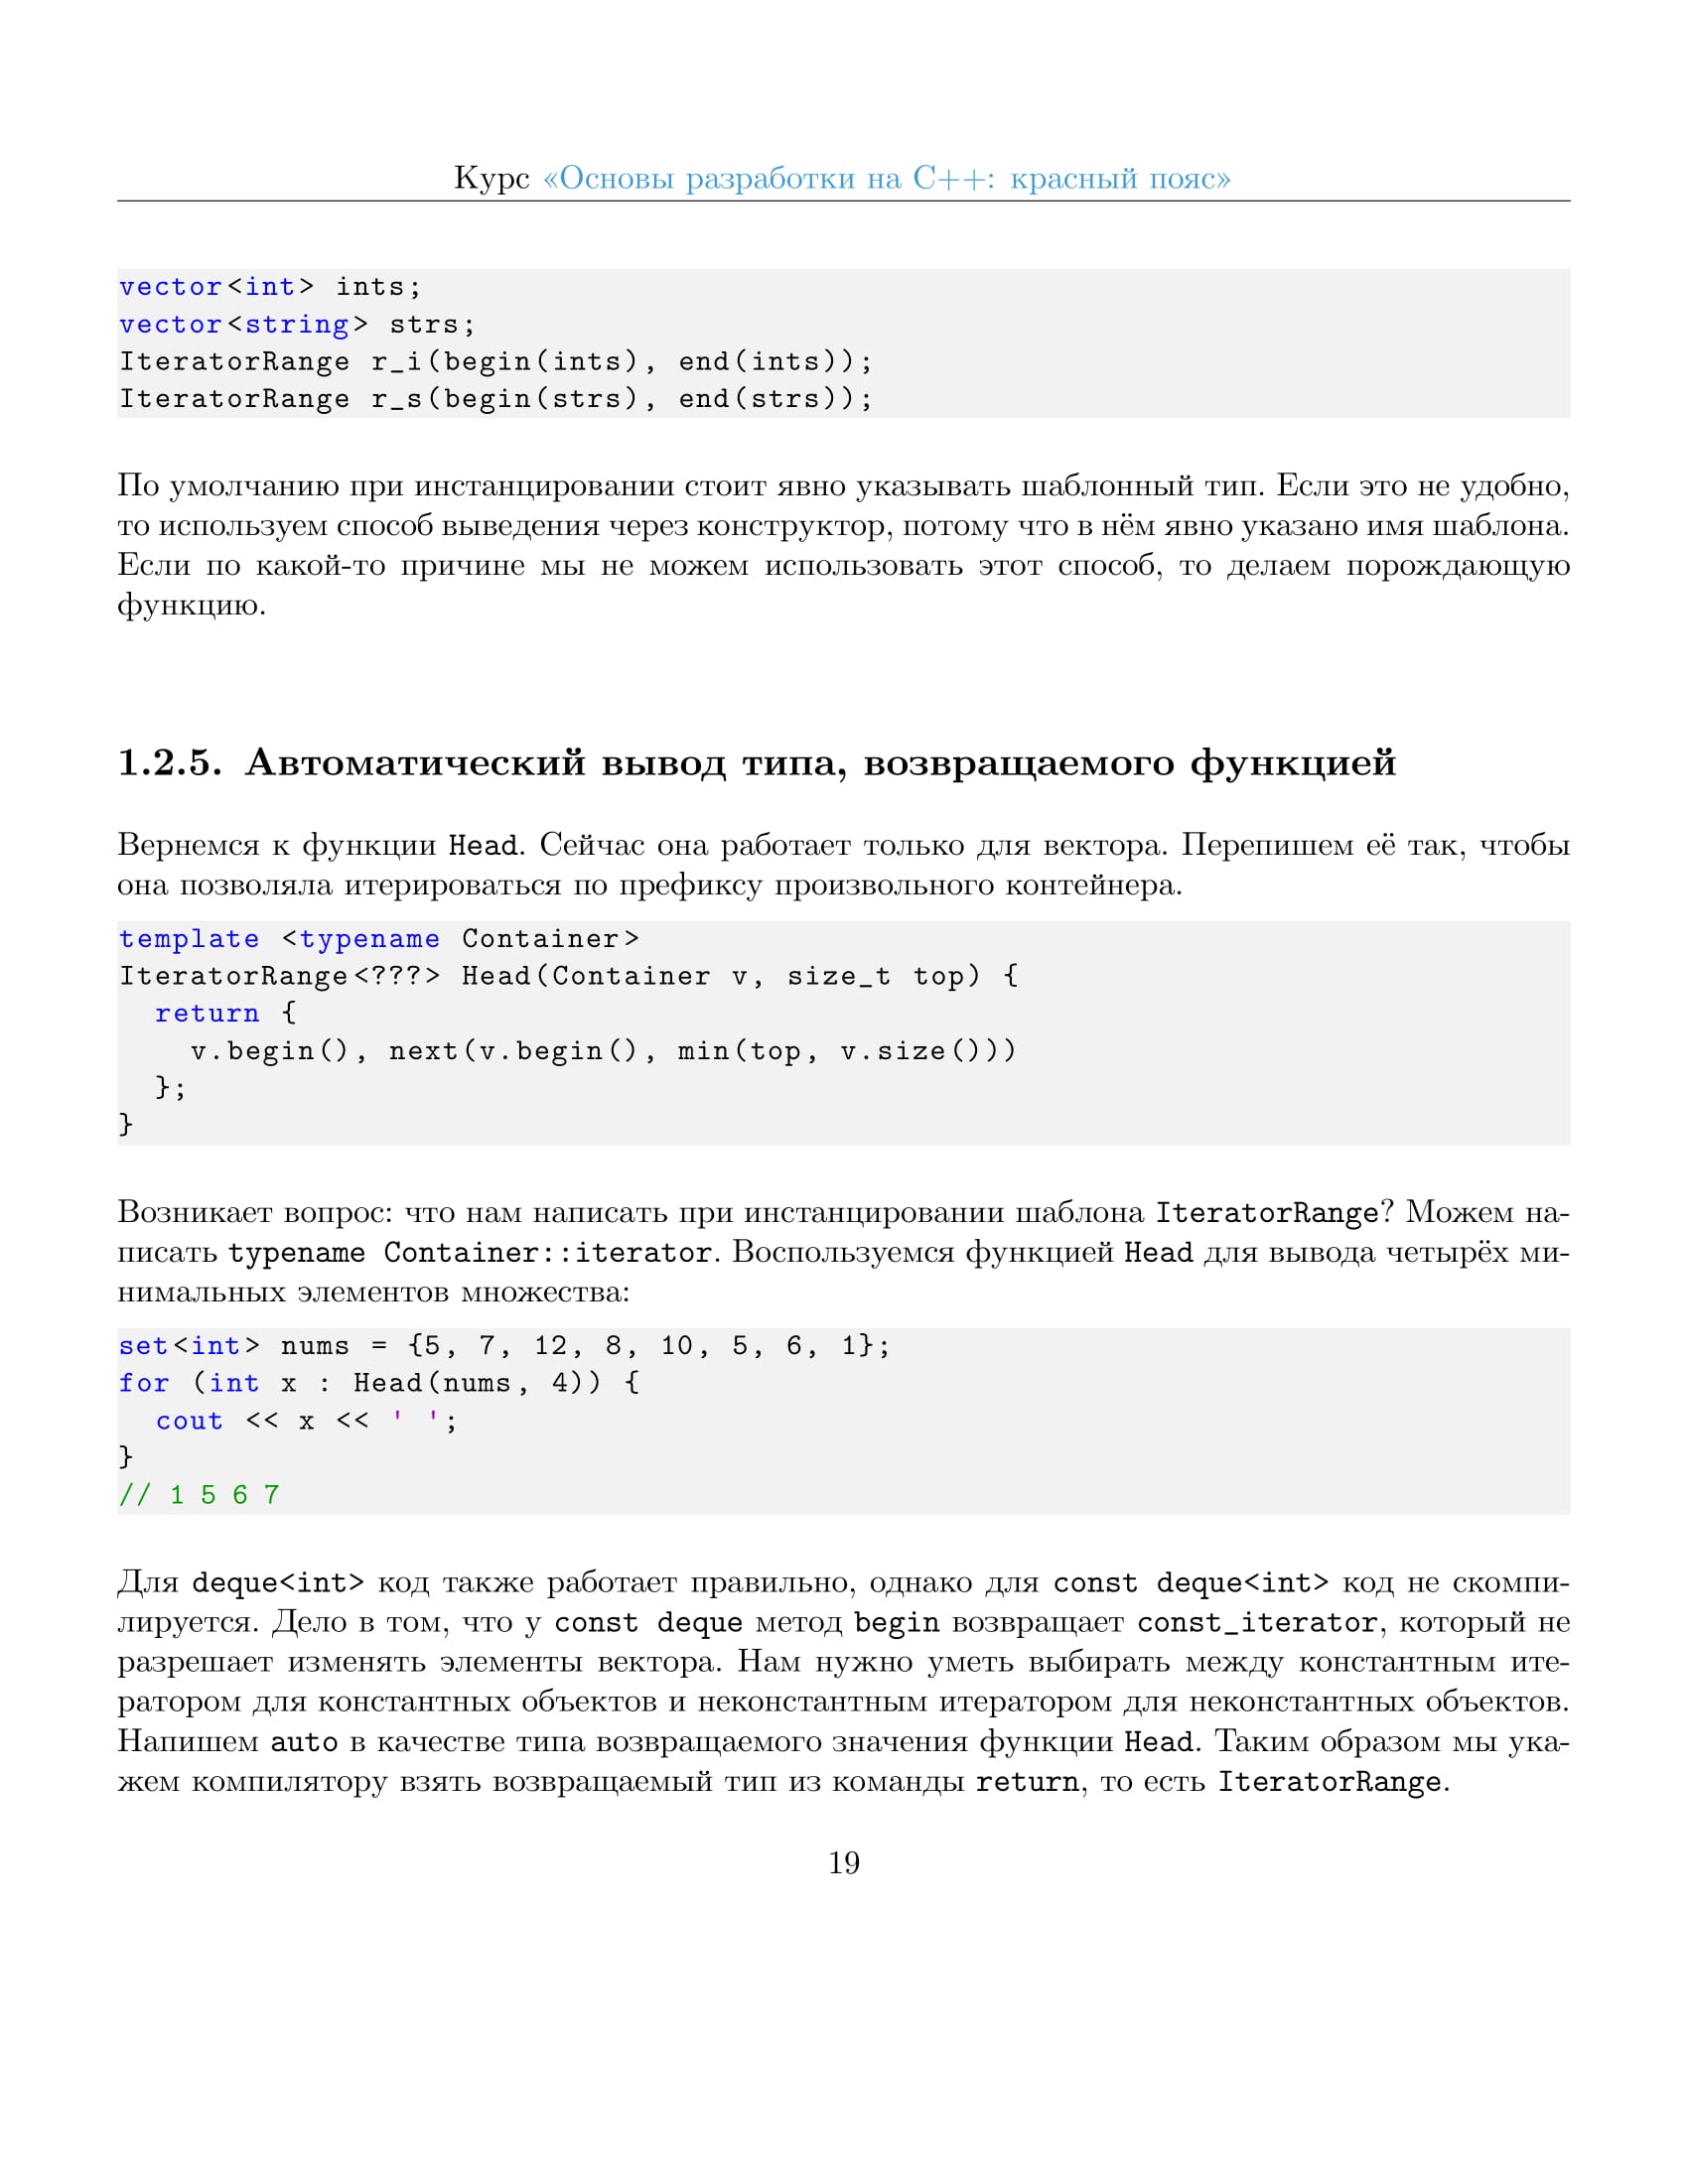 Курс «Основы разработки на C++: красный пояс»
vector<int> ints;
vector<string> strs;
IteratorRange r_i(begin(ints), end(ints));
IteratorRange r_s(begin(strs), end(strs));
По умолчанию при инстанцировании стоит явно указывать шаблонный тип. Если это не удобно,
то используем способ выведения через конструктор, потому что в нём явно указано имя шаблона.
Если по какой-то причине мы не можем использовать этот способ, то делаем порождающую
функцию.
1.2.5. Автоматический вывод типа, возвращаемого функцией
Вернемся к функции Head. Сейчас она работает только для вектора. Перепишем её так, чтобы
она позволяла итерироваться по префиксу произвольного контейнера.
template <typename Container>
IteratorRange<???> Head(Container v, size_t top) {
  return {
    v.begin(), next(v.begin(), min(top, v.size()))
  };
}
Возникает вопрос: что нам написать при инстанцировании шаблона IteratorRange? Можем на-
писать typename Container::iterator. Воспользуемся функцией Head для вывода четырёх ми-
нимальных элементов множества:
set<int> nums = {5, 7, 12, 8, 10, 5, 6, 1};
for (int x : Head(nums, 4)) {
  cout << x << ' ';
}
// 1 5 6 7
Для deque<int> код также работает правильно, однако для const deque<int> код не скомпи-
лируется. Дело в том, что у const deque метод begin возвращает const_iterator, который не
разрешает изменять элементы вектора. Нам нужно уметь выбирать между константным ите-
ратором для константных объектов и неконстантным итератором для неконстантных объектов.
Напишем auto в качестве типа возвращаемого значения функции Head. Таким образом мы ука-
жем компилятору взять возвращаемый тип из команды return, то есть IteratorRange.
19